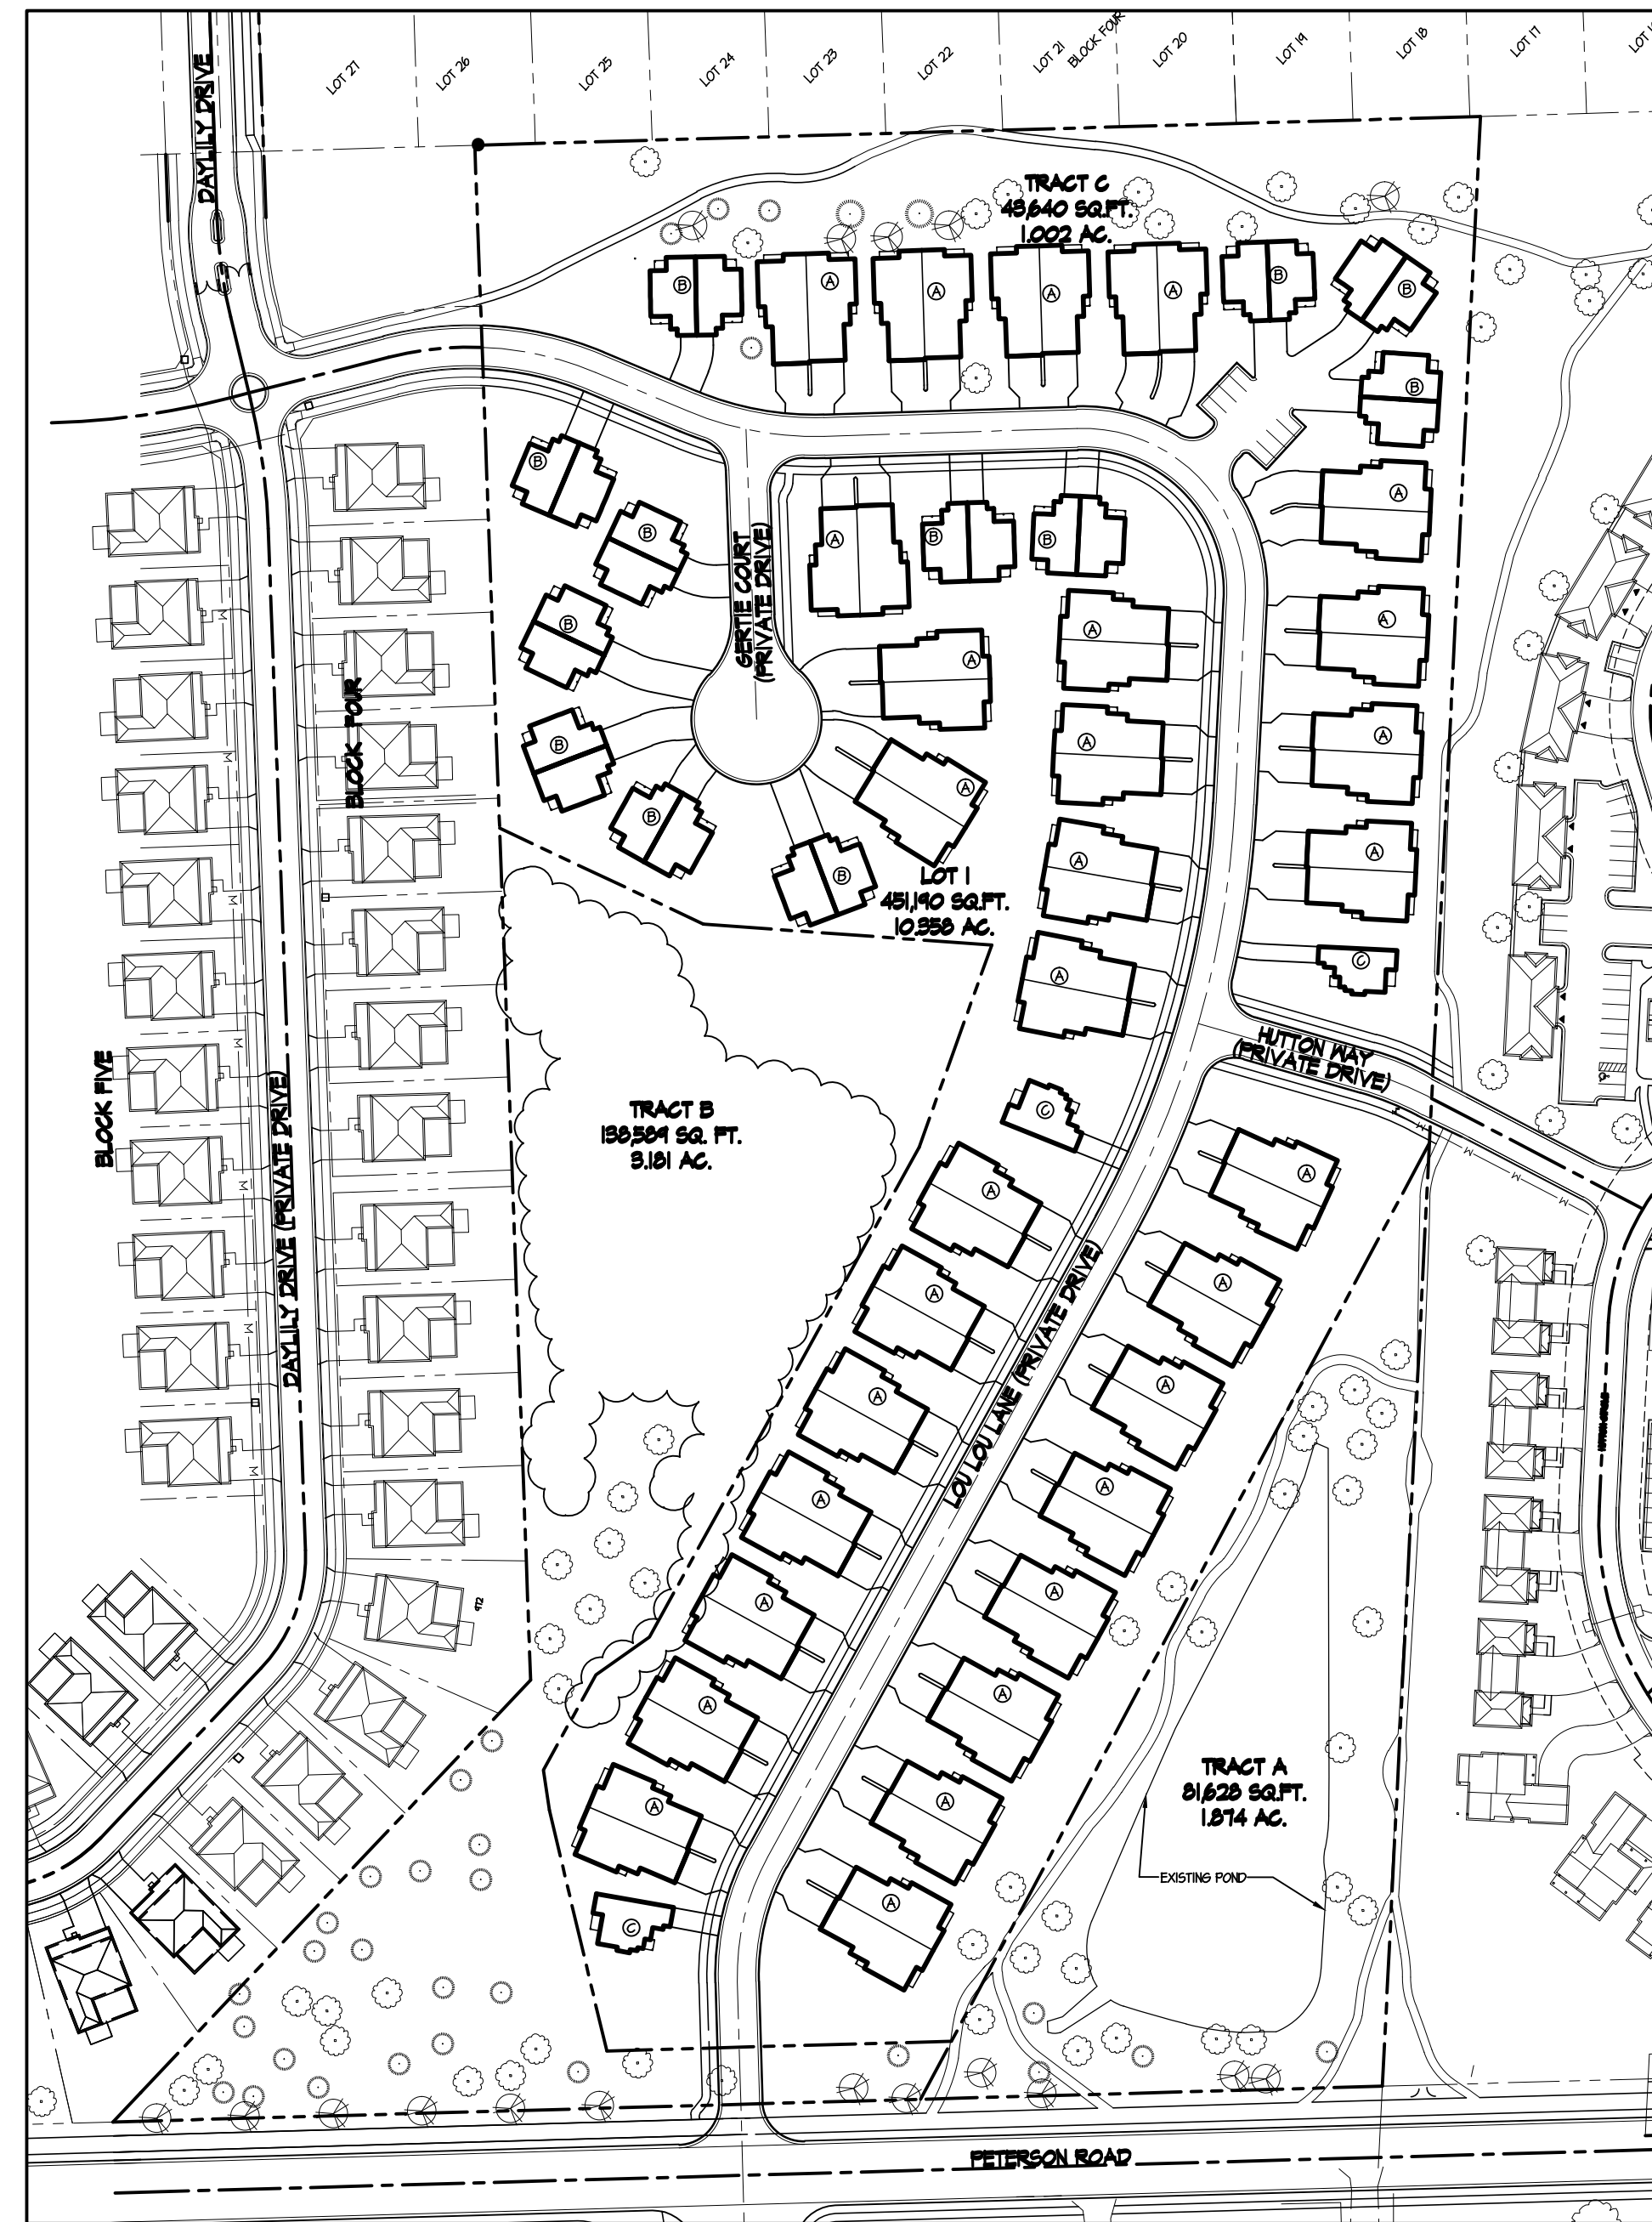 LOT 27
LOT 26
LOT 25
LOT 24
LOT 23
LOT 22
LOT 21
BLOCK FOUR
LOT 20
LOT 19
LOT 18
LOT 17
DAYLILY DRIVE
TRACT C
43,640 SQ.FT.
1.002 AC.
B
A
A
A
A
B
B
B
B
B
B
B
B
A
B
B
A
A
A
A
A
A
B
A
A
A
A
A
C
GERTIE COURT
(PRIVATE DRIVE)
BLOCK FOUR
LOT 1
451,190 SQ.FT.
10.358 AC.
HUTTON WAY
(PRIVATE DRIVE)
BLOCK FIVE
DAYLILY DRIVE (PRIVATE DRIVE)
TRACT B
138,589 SQ. FT.
3.181 AC.
C
A
A
A
A
A
A
A
C
LOU LOU LANE (PRIVATE DRIVE)
A
A
A
A
A
A
A
A
M
M
M
M
M
M
M
M
M
M
M
972
TRACT A
81,628 SQ.FT.
1.874 AC.
EXISTING POND
PETERSON ROAD